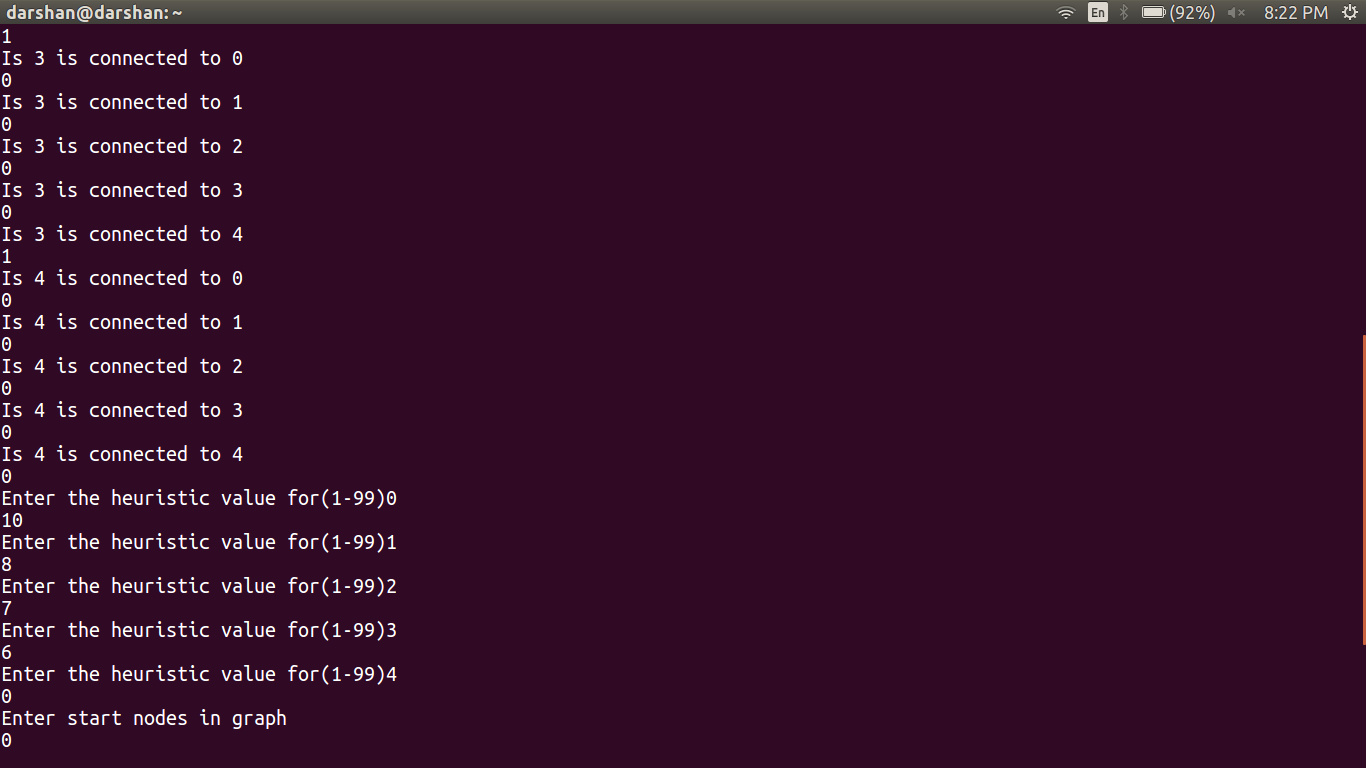 darshan@darshan: ~
En (92%) 8:22 PM
1
Is 3 is connected to 0
0
Is 3 is connected to 1
0
Is 3 is connected to 2
0
Is 3 is connected to 3
0
Is 3 is connected to 4
1
Is 4 is connected to 0
0
Is 4 is connected to 1
0
Is 4 is connected to 2
0
Is 4 is connected to 3
0
Is 4 is connected to 4
0
Enter the heuristic value for(1-99)0
10
Enter the heuristic value for(1-99)1
8
Enter the heuristic value for(1-99)2
7
Enter the heuristic value for(1-99)3
6
Enter the heuristic value for(1-99)4
0
Enter start nodes in graph
0